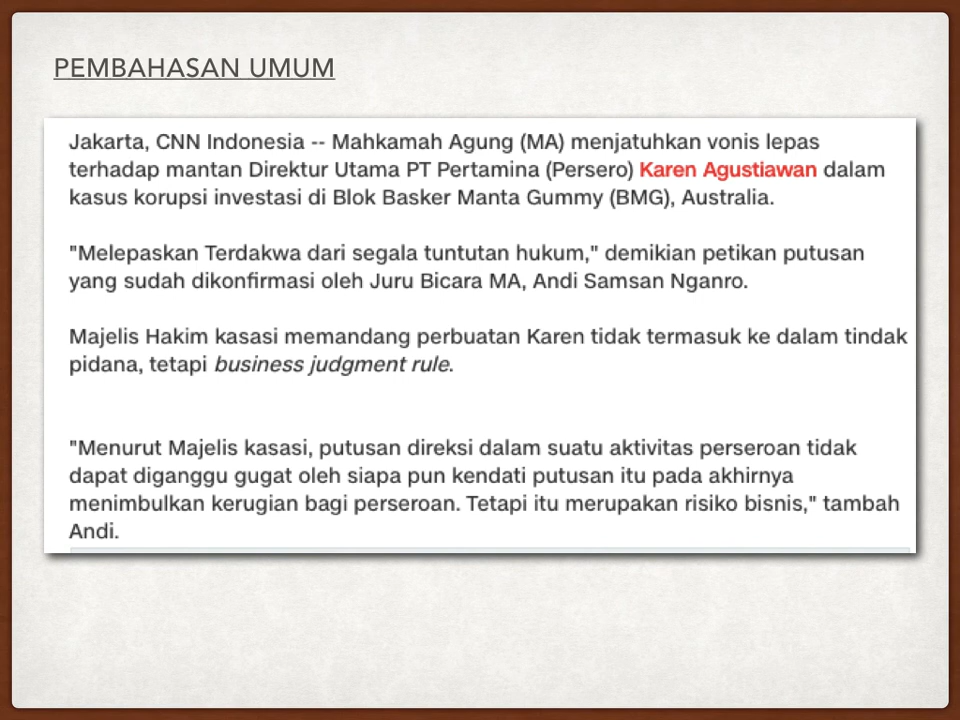 PEMBAHASAN UMUM
Jakarta, CNN Indonesia -- Mahkamah Agung (MA) menjatuhkan vonis lepas
terhadap mantan Direktur Utama PT Pertamina (Persero) Karen Agustiawan dalam
kasus korupsi investasi di Blok Basker Manta Gummy (BMG), Australia.
"Melepaskan Terdakwa dari segala tuntutan hukum," demikian petikan putusan
yang sudah dikonfirmasi oleh Juru Bicara MA, Andi Samsan Nganro.
Majelis Hakim kasasi memandang perbuatan Karen tidak termasuk ke dalam tindak
pidana, tetapi business judgment rule.
"Menurut Majelis kasasi, putusan direksi dalam suatu aktivitas perseroan tidak
dapat diganggu gugat oleh siapa pun kendati putusan itu pada akhirnya
menimbulkan kerugian bagi perseroan. Tetapi itu merupakan risiko bisnis," tambah
Andi.